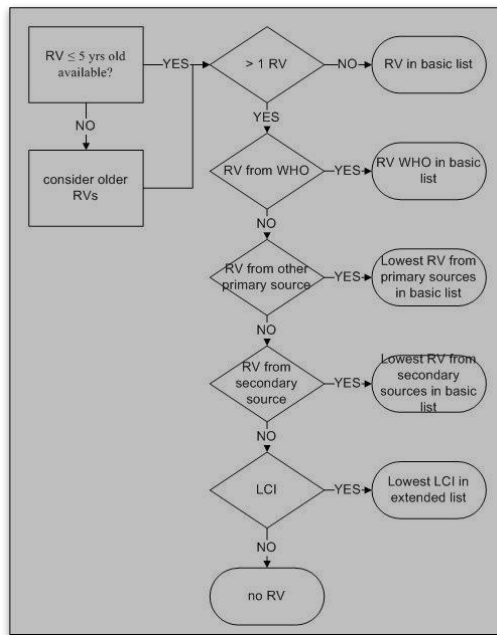 RV ≤ 5 yrs old
available?
YES
> 1 RV
NO
RV in basic list
NO
YES
consider older
RVs
RV from WHO
YES
RV WHO in basic
list
NO
RV from other
primary source
YES
Lowest RV from
primary sources
in basic list
NO
RV from
secondary
source
YES
Lowest RV from
secondary
sources in basic
list
NO
LCI
YES
Lowest LCI in
extended list
NO
no RV